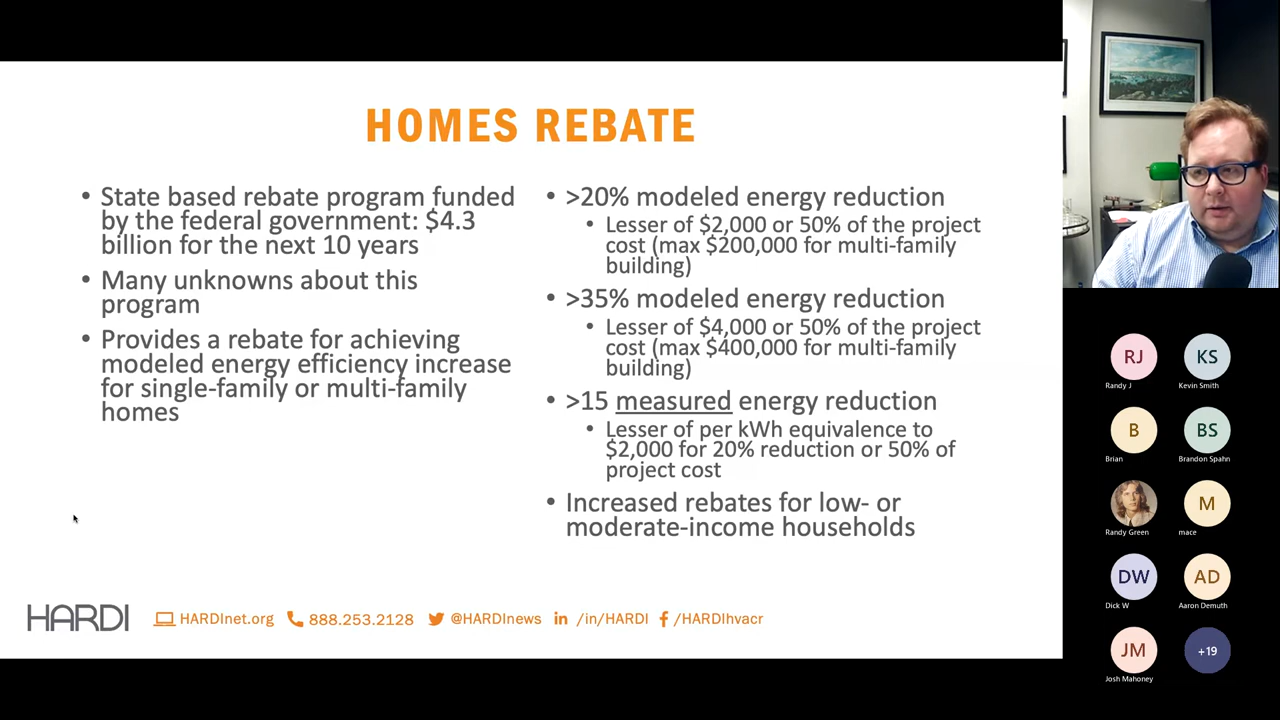 HOMES REBATE
• State based rebate program funded
by the federal government: $4.3
billion for the next 10 years
• Many unknowns about this
program
• Provides a rebate for achieving
modeled energy efficiency increase
for single-family or multi-family
homes
• >20% modeled energy reduction
• Lesser of $2,000 or 50% of the project
cost (max $200,000 for multi-family
building)
• >35% modeled energy reduction
• Lesser of $4,000 or 50% of the project
cost (max $400,000 for multi-family
building)
• >15 measured energy reduction
• Lesser of per kWh equivalence to
$2,000 for 20% reduction or 50% of
project cost
• Increased rebates for low- or
moderate-income households
HARDI HARDInet.org 888.253.2128 @HARDInews in /in/HARDI f /HARDIhvacr
RJ KS
Randy J Kevin Smith
B BS
Brian Brandon Spahn
M
Randy Green mace
DW AD
Dick W Aaron Demuth
JM +19
Josh Mahoney